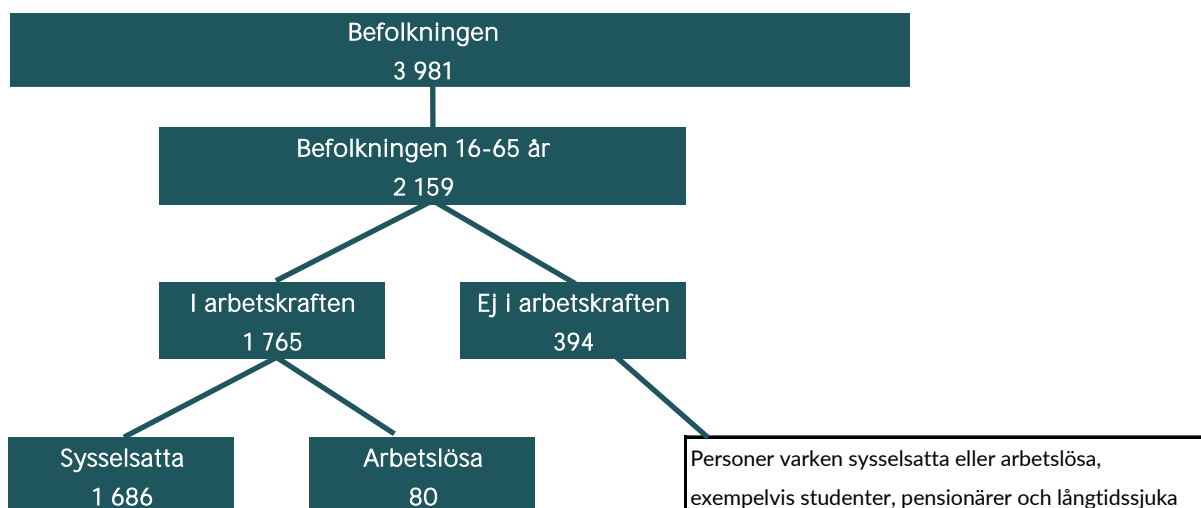 Befolkningen
3 981
Befolkningen 16-65 år
2 159
I arbetskraften
1 765
Ej i arbetskraften
394
Sysselsatta
1 686
Arbetslösa
80
Personer varken sysselsatta eller arbetslösa,
exempelvis studenter, pensionärer och långtidssjuka